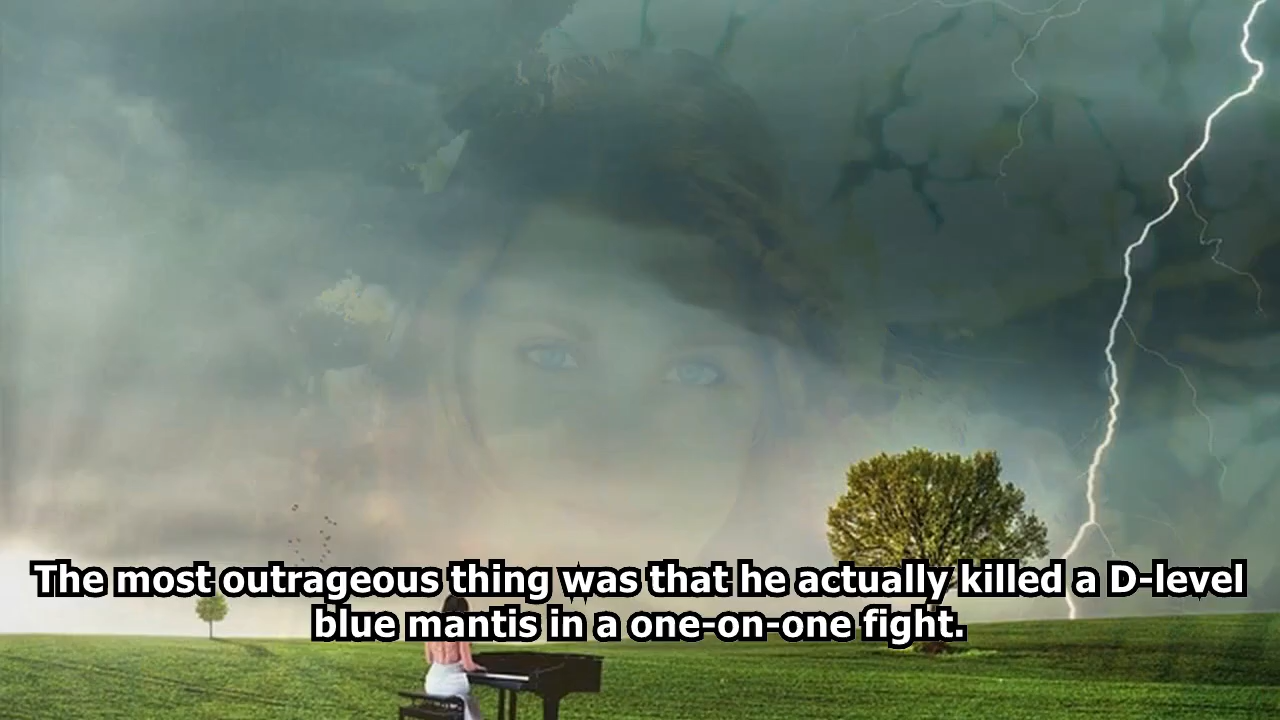 The most outrageous thing was that he actually killed a D-level
blue mantis in a one-on-one fight.